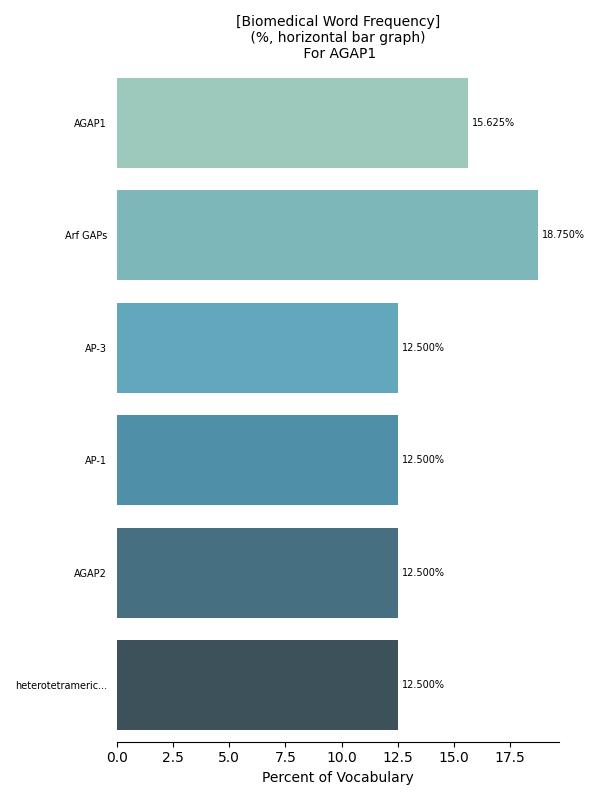 [Biomedical Word Frequency]
(%, horizontal bar graph)
For AGAP1
AGAP1
15.625%
Arf GAPs
18.750%
AP-3
12.500%
AP-1
12.500%
AGAP2
12.500%
heterotetrameric...
12.500%
0.0 2.5 5.0 7.5 10.0 12.5 15.0 17.5
Percent of Vocabulary